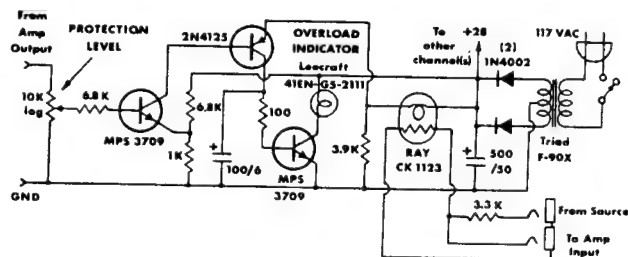 From
Amp
Output
PROTECTION
LEVEL
2N4125
OVERLOAD
INDICATOR
Leecraft
41EN-GS-2111
To
other
channel(s)
+28
(2)
1N4002
117 VAC
10K
log
6.8K
MPS 3709
6.8K
1K
100
+
100/6
MPS
3709
3.9K
RAY
CK 1123
+
500
/50
Triad
F-90X
GND
3.3 K
From Source
To Amp
Input